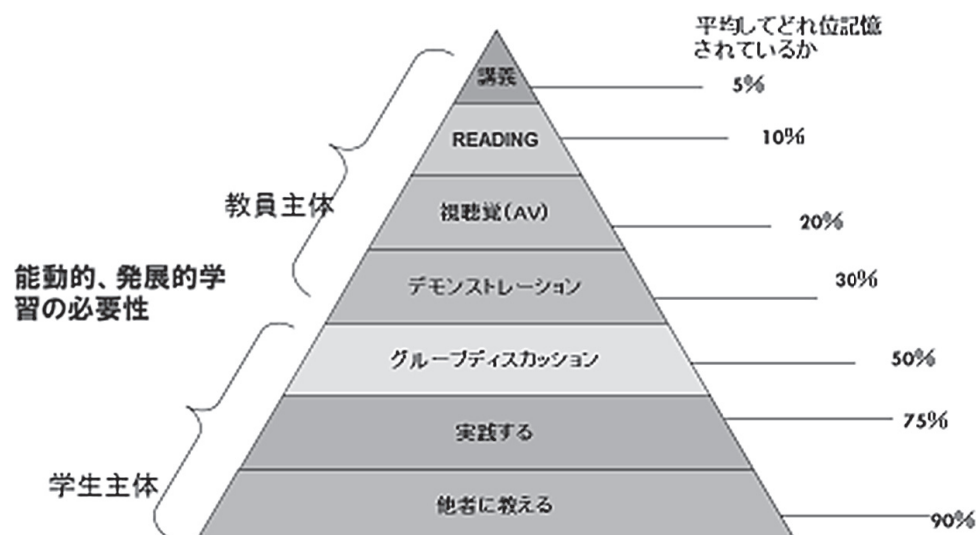 平均してどれ位記憶
されているか
講義
5%
READING
10%
教員主体
視聴覚(AV)
20%
能動的、発展的学
習の必要性
デモンストレーション
30%
グループディスカッション
50%
実践する
75%
学生主体
他者に教える
90%